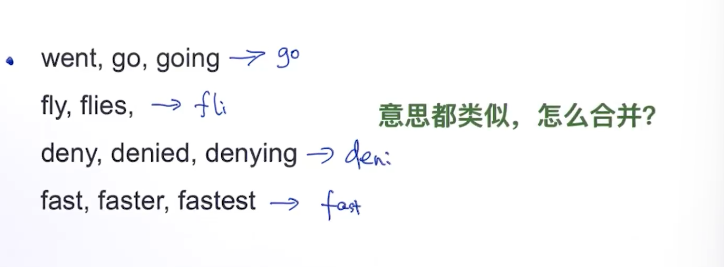 went, go, going → go
fly, flies, → fli
意思都类似，怎么合并?
deny, denied, denying → deni
fast, faster, fastest → fast